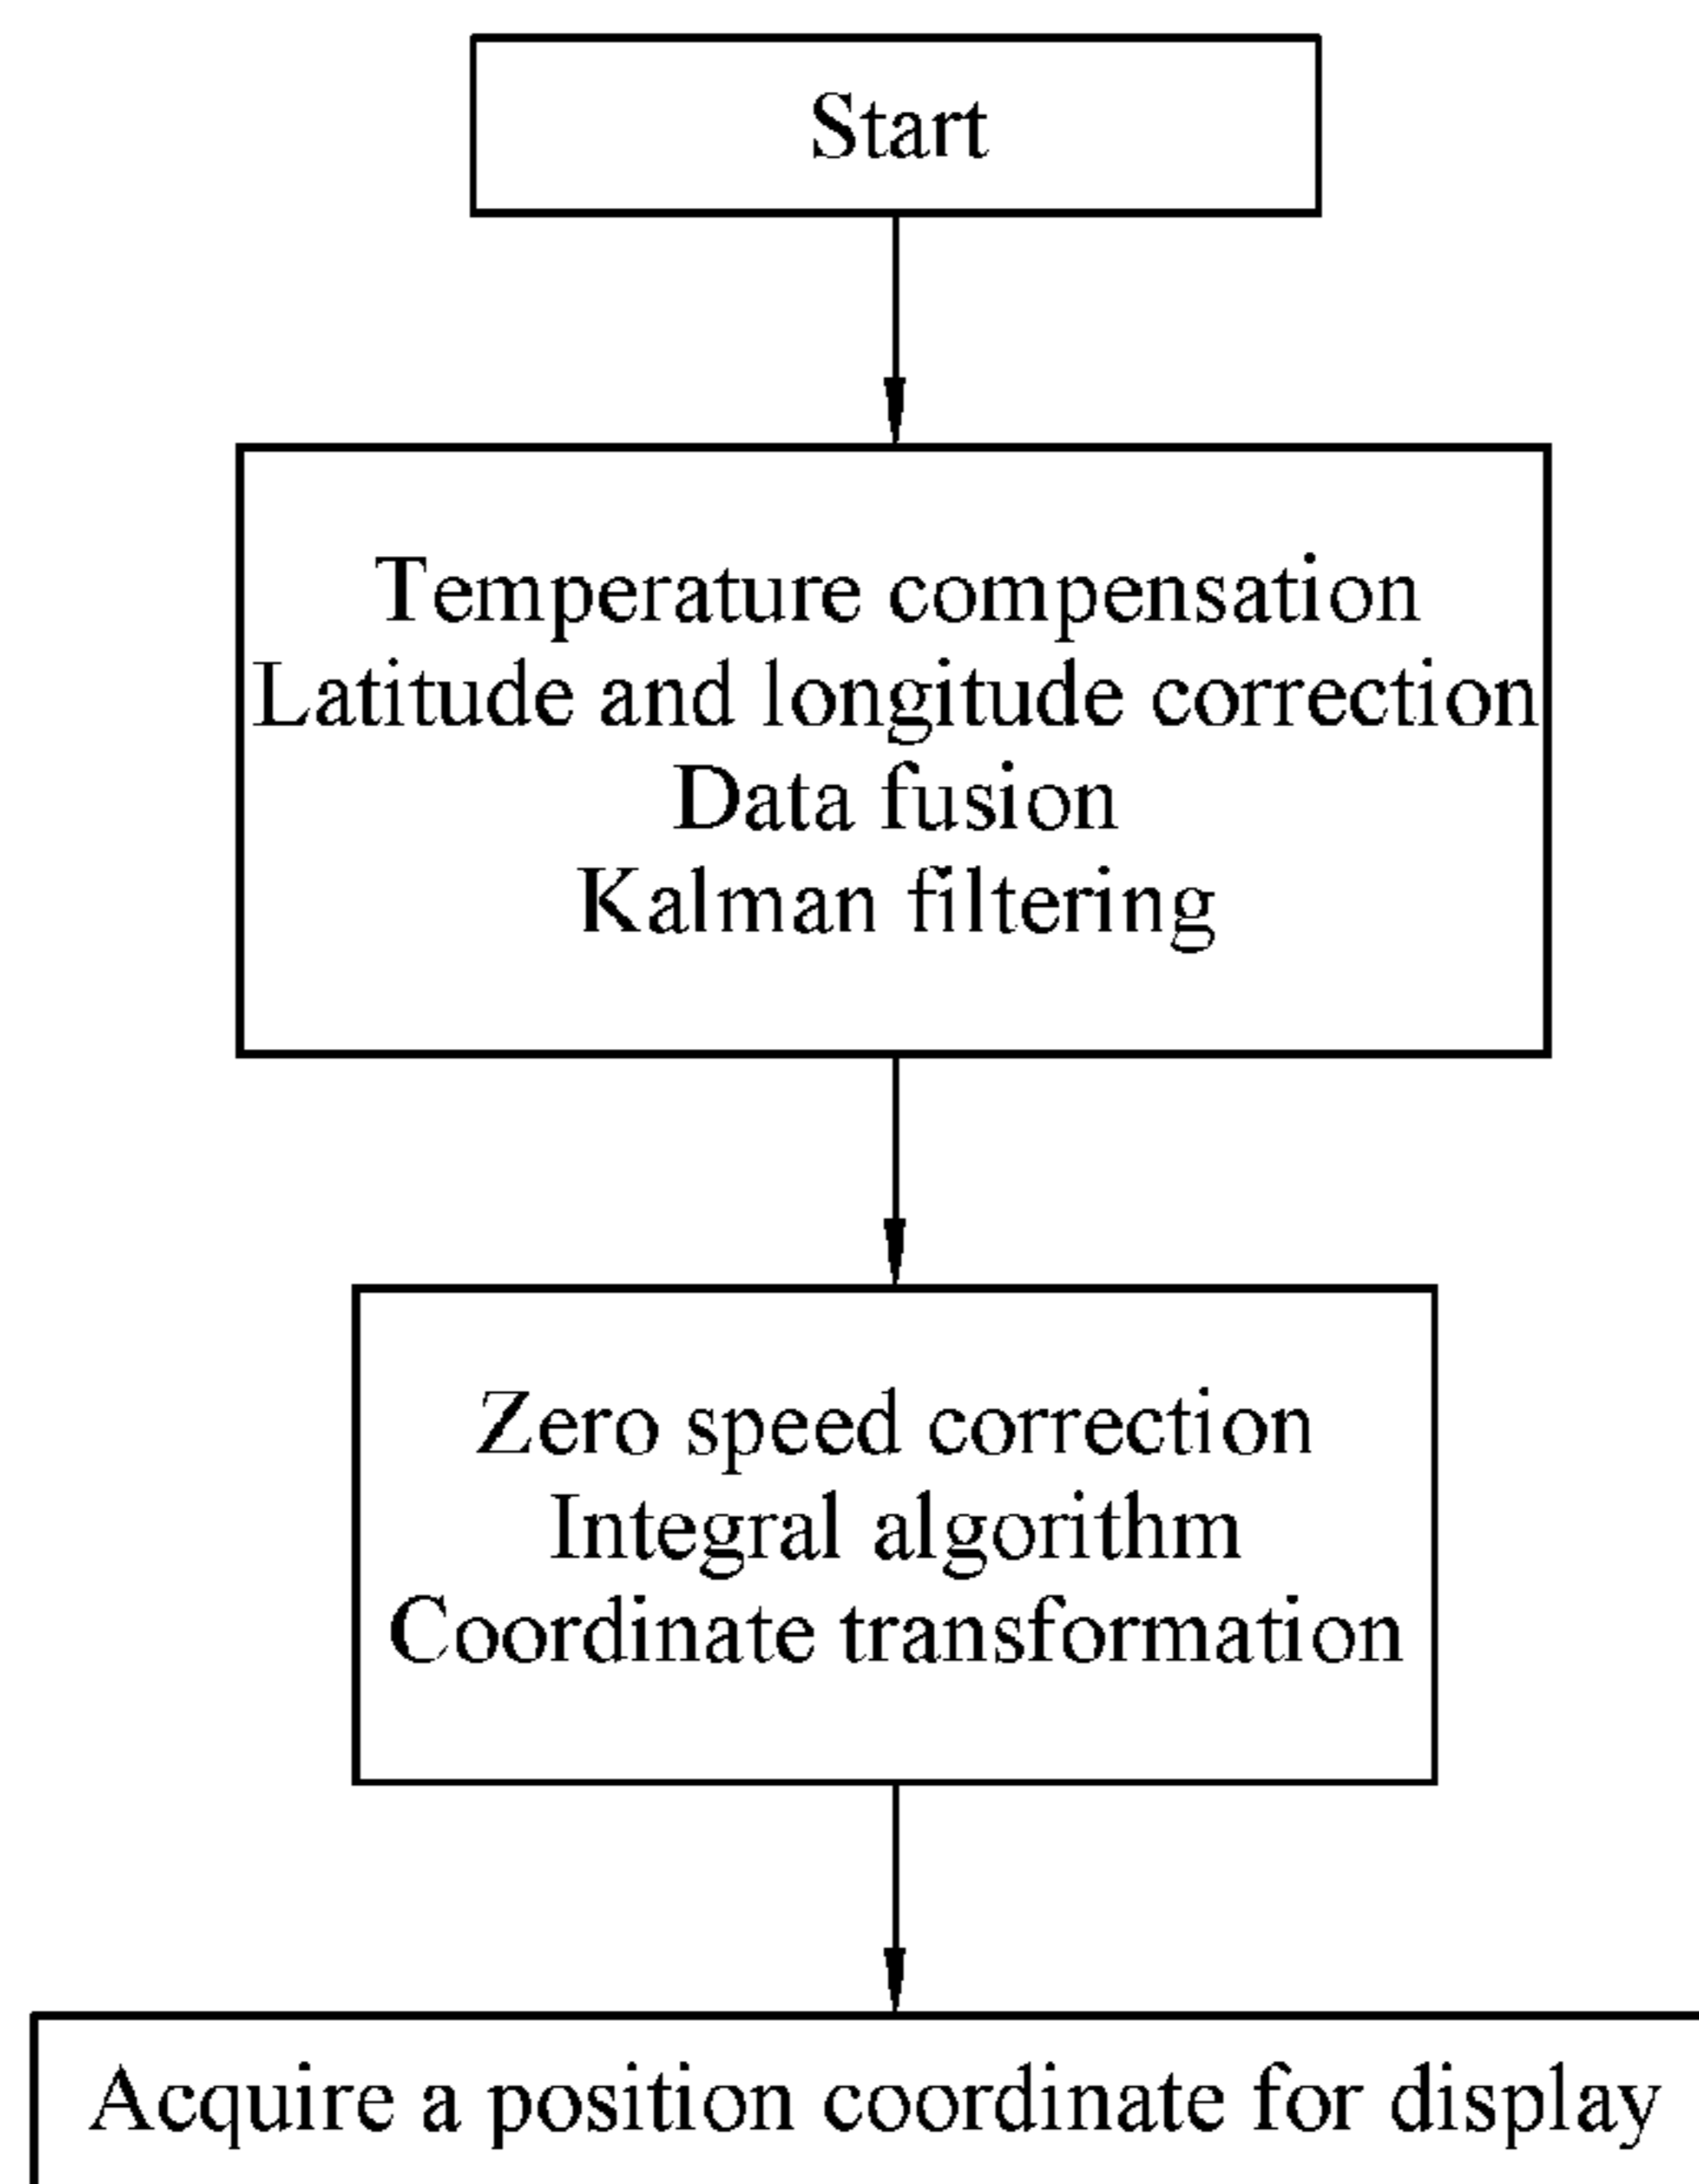 Start
Temperature compensation
Latitude and longitude correction
Data fusion
Kalman filtering
Zero speed correction
Integral algorithm
Coordinate transformation
Acquire a position coordinate for display